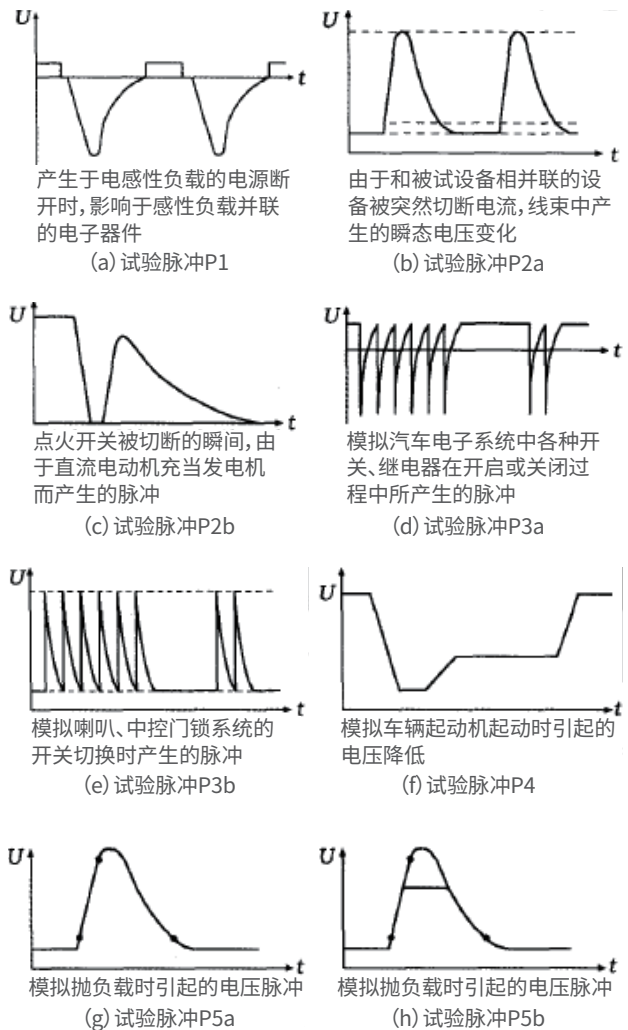 U
t
产生于电感性负载的电源断
开时,影响于感性负载并联
的电子器件
(a)试验脉冲P1
U
t
由于和被试设备相并联的设
备被突然切断电流,线束中产
生的瞬态电压变化
(b)试验脉冲P2a
U
t
点火开关被切断的瞬间,由
于直流电动机充当发电机
而产生的脉冲
(c)试验脉冲P2b
U
t
模拟汽车电子系统中各种开
关、继电器在开启或关闭过
程中所产生的脉冲
(d)试验脉冲P3a
U
t
模拟喇叭、中控门锁系统的
开关切换时产生的脉冲
(e)试验脉冲P3b
U
t
模拟车辆起动机起动时引起的
电压降低
(f)试验脉冲P4
U
t
模拟抛负载时引起的电压脉冲
(g)试验脉冲P5a
U
t
模拟抛负载时引起的电压脉冲
(h)试验脉冲P5b